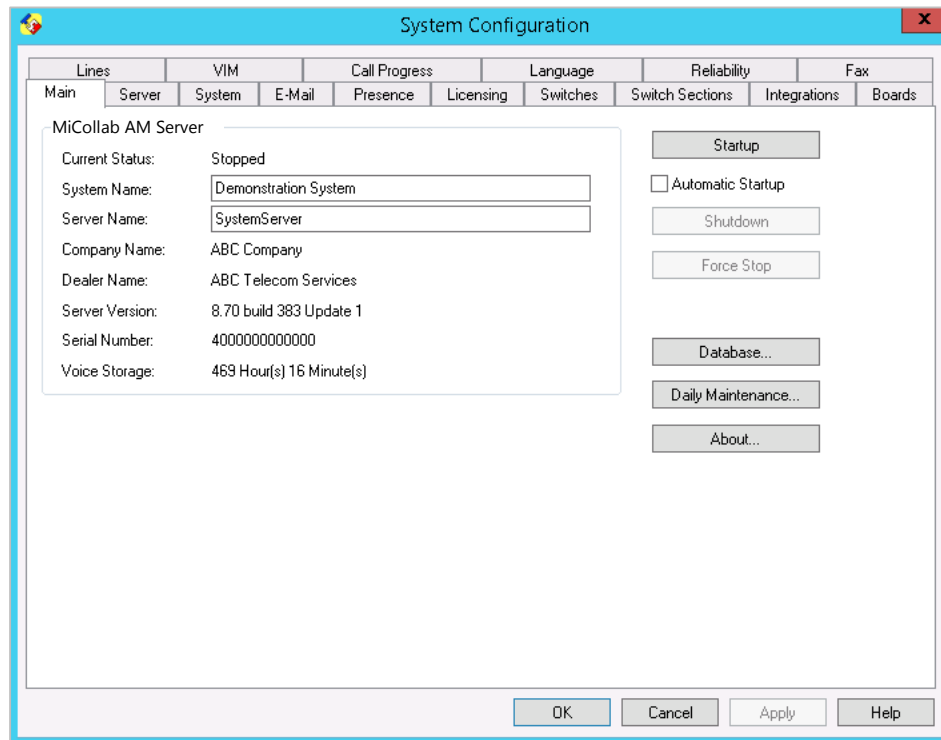 System Configuration
x
Lines VIM Call Progress Language Reliability Fax
Main Server System E-Mail Presence Licensing Switches Switch Sections Integrations Boards
MiCollab AM Server
Current Status: Stopped
System Name: Demonstration System
Server Name: SystemServer
Company Name: ABC Company
Dealer Name: ABC Telecom Services
Server Version: 8.70 build 383 Update 1
Serial Number: 4000000000000
Voice Storage: 469 Hour(s) 16 Minute(s)
Startup
Automatic Startup
Shutdown
Force Stop
Database...
Daily Maintenance...
About...
OK Cancel Apply Help